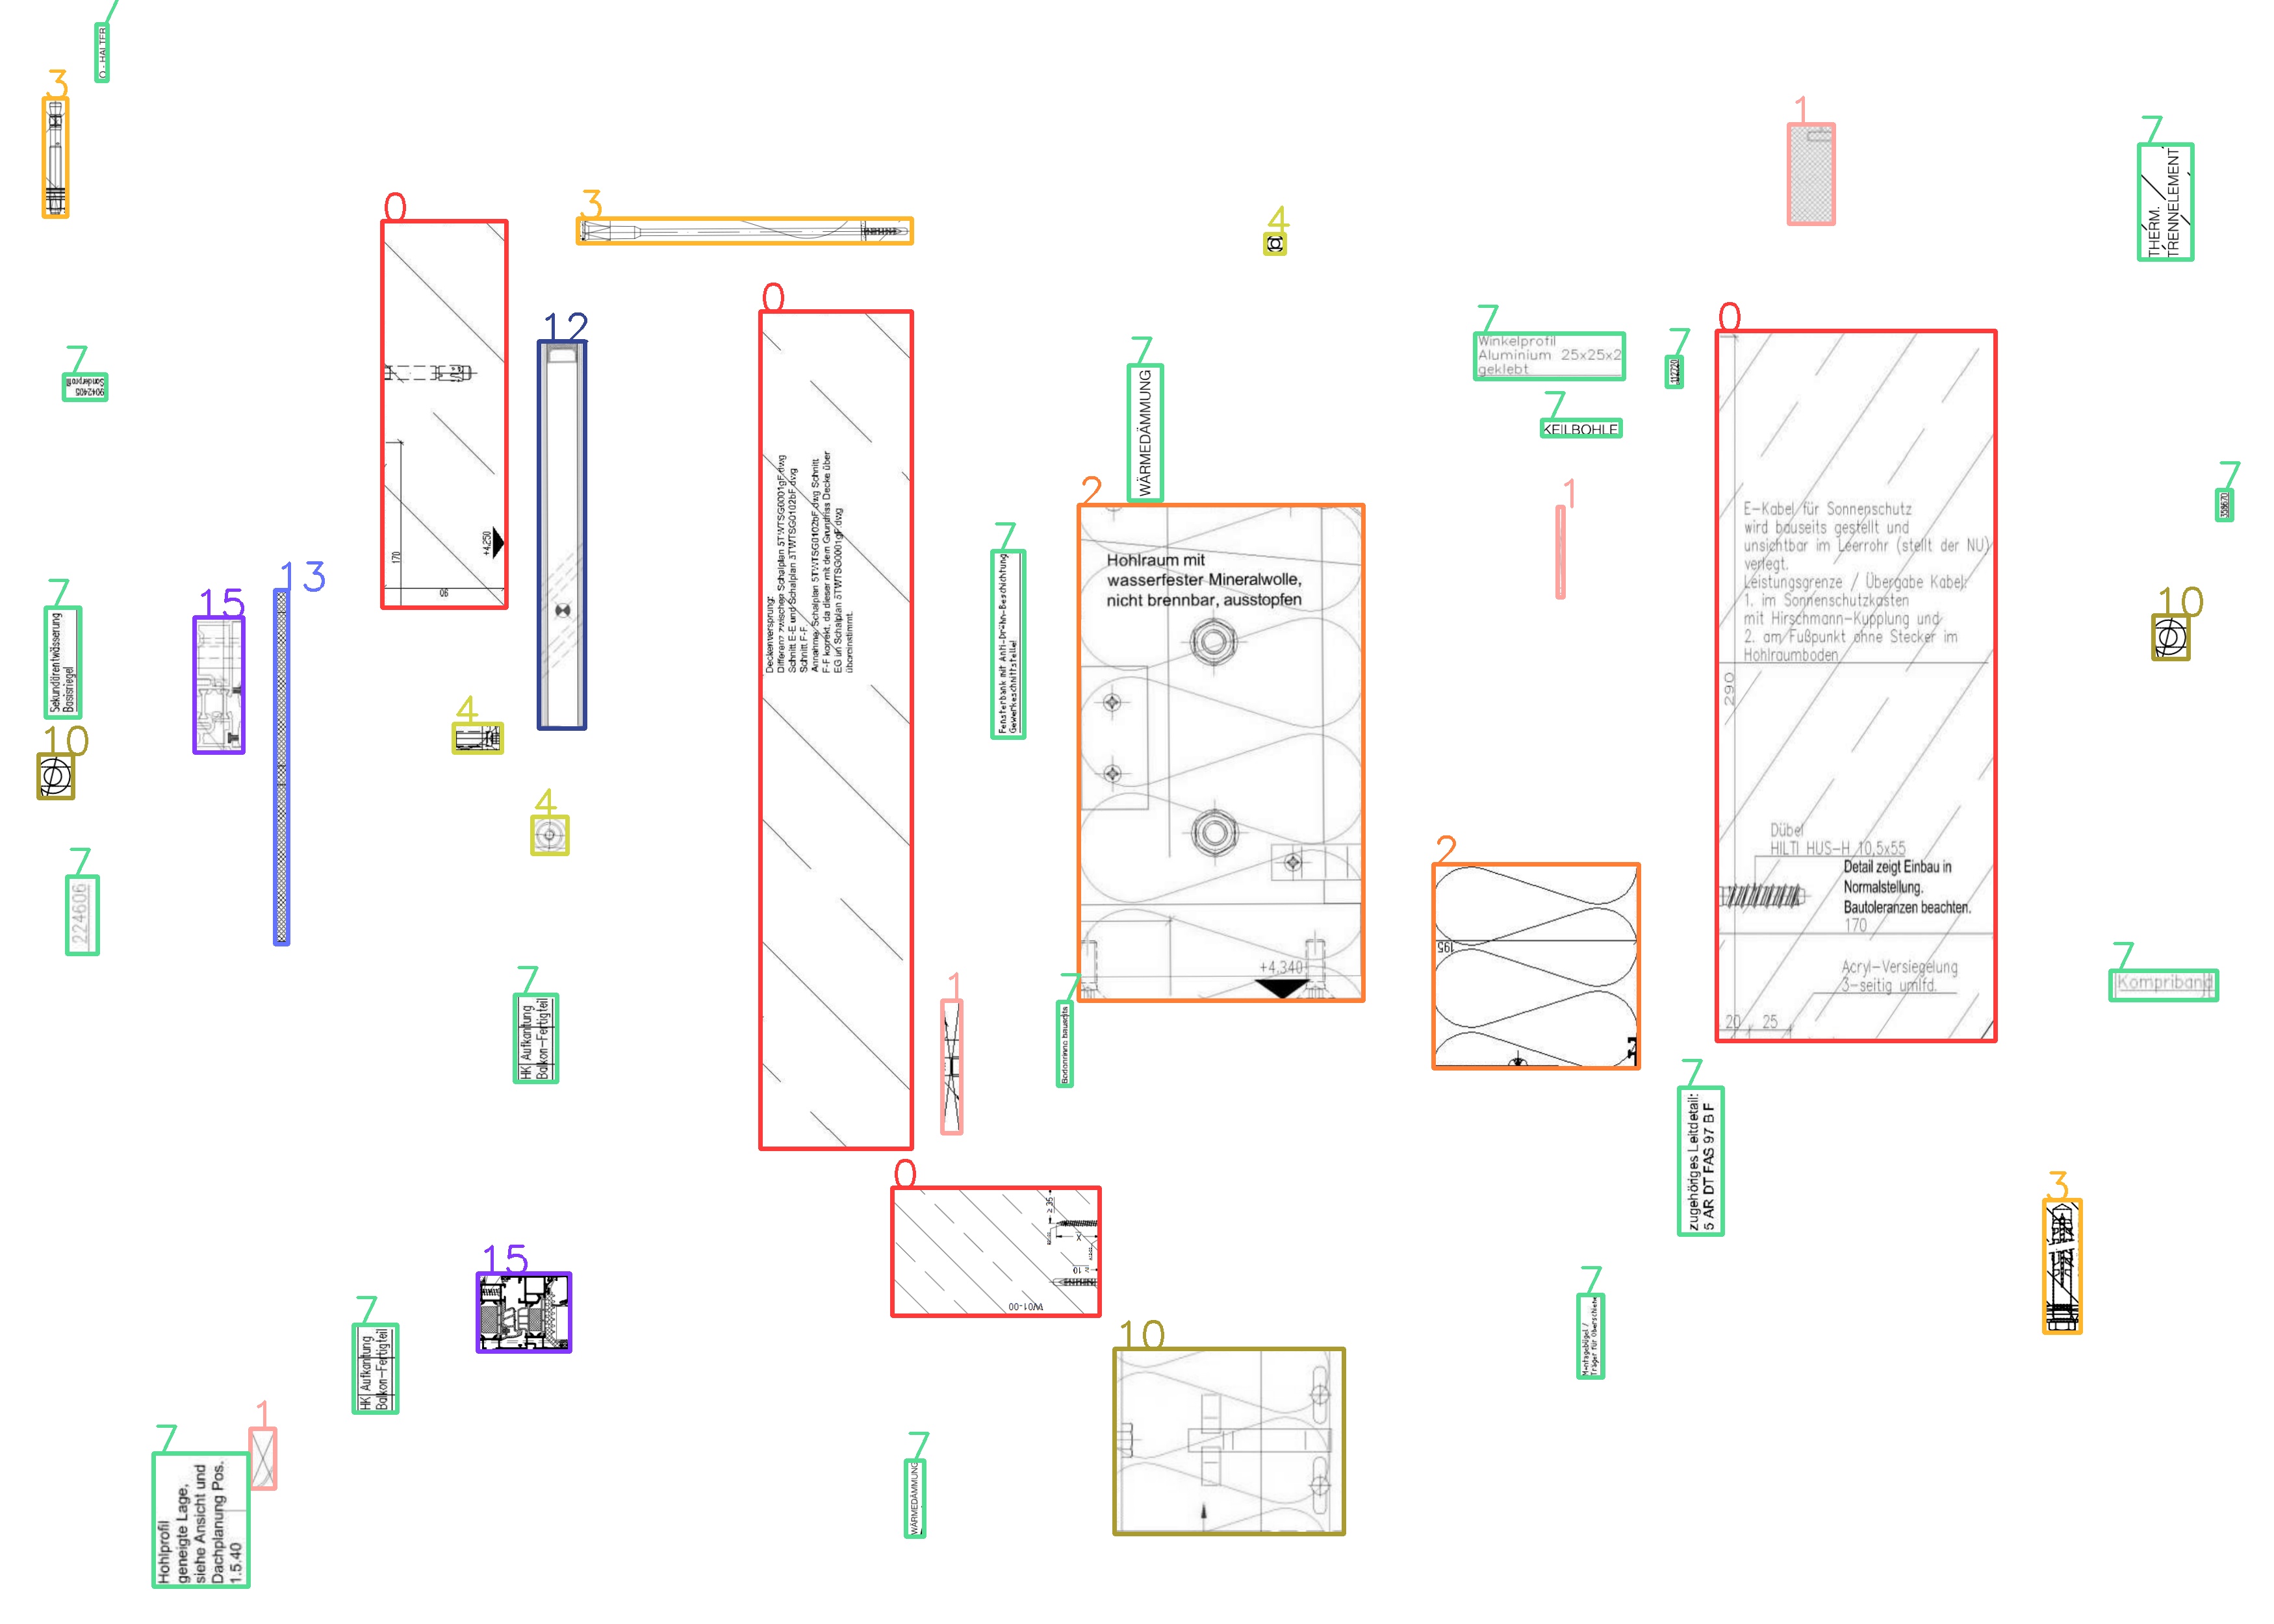 7
O - HALTER
3
1
7
THERM.
TRENNELEMENT
0
90
170
+4.250
3
4
0
Deckenversprung:
Differenz zwischen Schalplan 5TWTSG0001gF.dwg
Schnitt E-E und Schalplan 5TWTSG0102bF.dwg
Schnitt F-F.
Annahme: Schalplan 5TWTSG0102bF.dwg Schnitt
F-F korrekt, da dieser mit dem Grundriss Decke über
EG im Schalplan 5TWTSG0001gF.dwg
übereinstimmt.
12
7
WÄRMEDÄMMUNG
7
Winkelprofil
Aluminium 25x25x2
geklebt
7
112720
0
E-Kabel für Sonnenschutz
wird bauseits gestellt und
unsichtbar im Leerrohr (stellt der NU)
verlegt.
Leistungsgrenze / Übergabe Kabel:
1. im Sonnenschutzkasten
mit Hirschmann-Kupplung und
2. am Fußpunkt ohne Stecker im
Hohlraumboden
290
Dübel
HILTI HUS-H 10,5x55
Detail zeigt Einbau in
Normalstellung.
Bautoleranzen beachten.
170
Acryl-Versiegelung
3-seitig umlfd.
20 25
7
9042405
Sonderprofil
7
KEILBOHLE
7
358670
2
Hohlraum mit
wasserfester Mineralwolle,
nicht brennbar, ausstopfen
+4.340
1
7
Fensterbank mit Anti-Dröhn-Beschichtung
Gewerkeschnittstelle!
13
15
7
Sekundärentwässerung
Basisriegel
10
10
4
4
7
224606
2
195
7
Kompriband
7
HK Aufkantung
Balkon-Fertigteil
1
7
Bodenrinne bauseits
7
zugehöriges Leitdetail:
5 AR DT FAS 97 B F
0
≥ 35
X
≥ 10
W01-00
3
15
7
Montagebügel /
Träger für Oberschiene
7
HK Aufkantung
Balkon-Fertigteil
10
1
7
Hohlprofil
geneigte Lage,
siehe Ansicht und
Dachplanung Pos.
1.5.40
7
WÄRMEDÄMMUNG